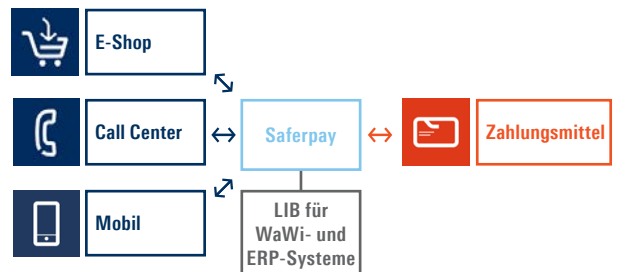 E-Shop
Call Center
Saferpay
Zahlungsmittel
Mobil
LIB für
WaWi- und
ERP-Systeme